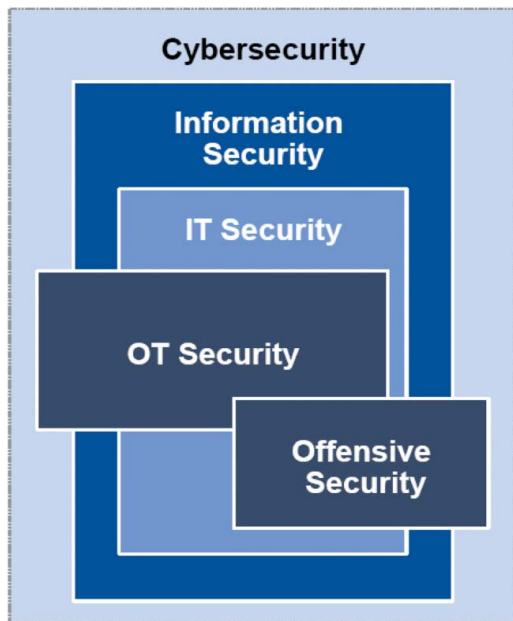 Cybersecurity
Information
Security
IT Security
OT Security
Offensive
Security